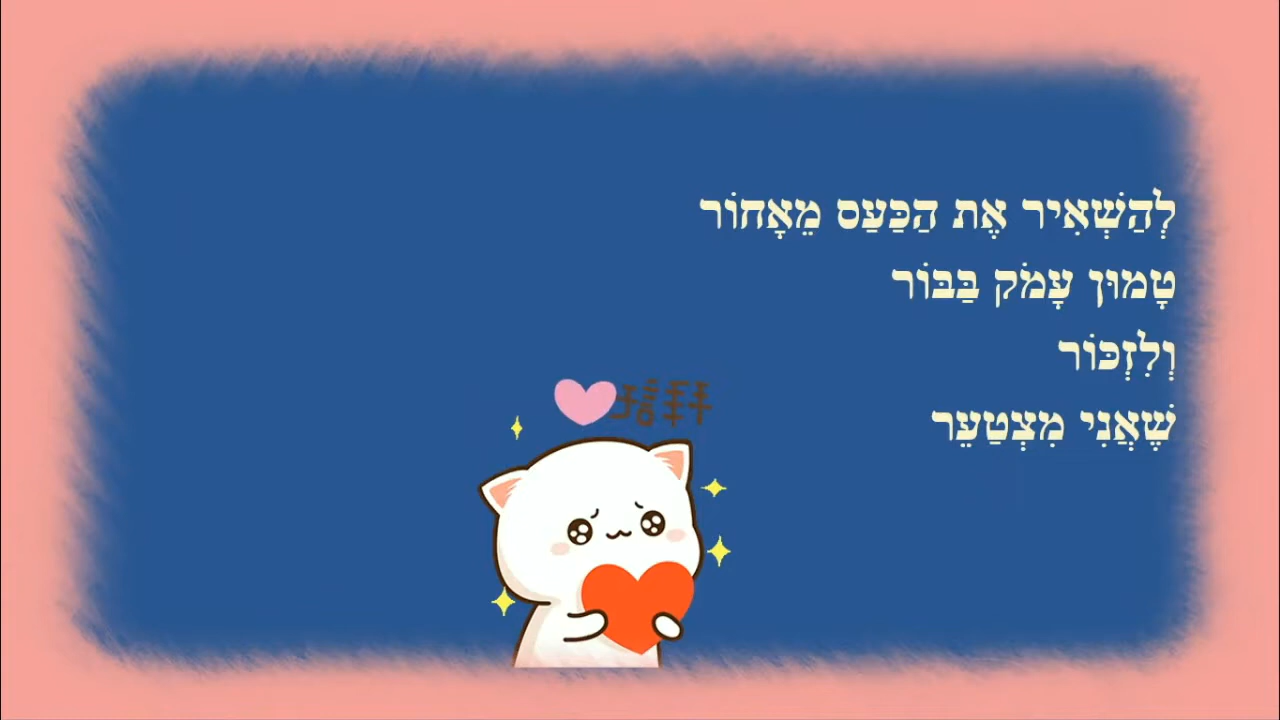 לְהַשְׁאִיר אֶת הַכַּעַס מֵאָחוֹר
טָמוּן עָמֹק בַּבּוֹר
וְלִזְכּוֹר
שֶׁאֲנִי מִצְטַעֵר